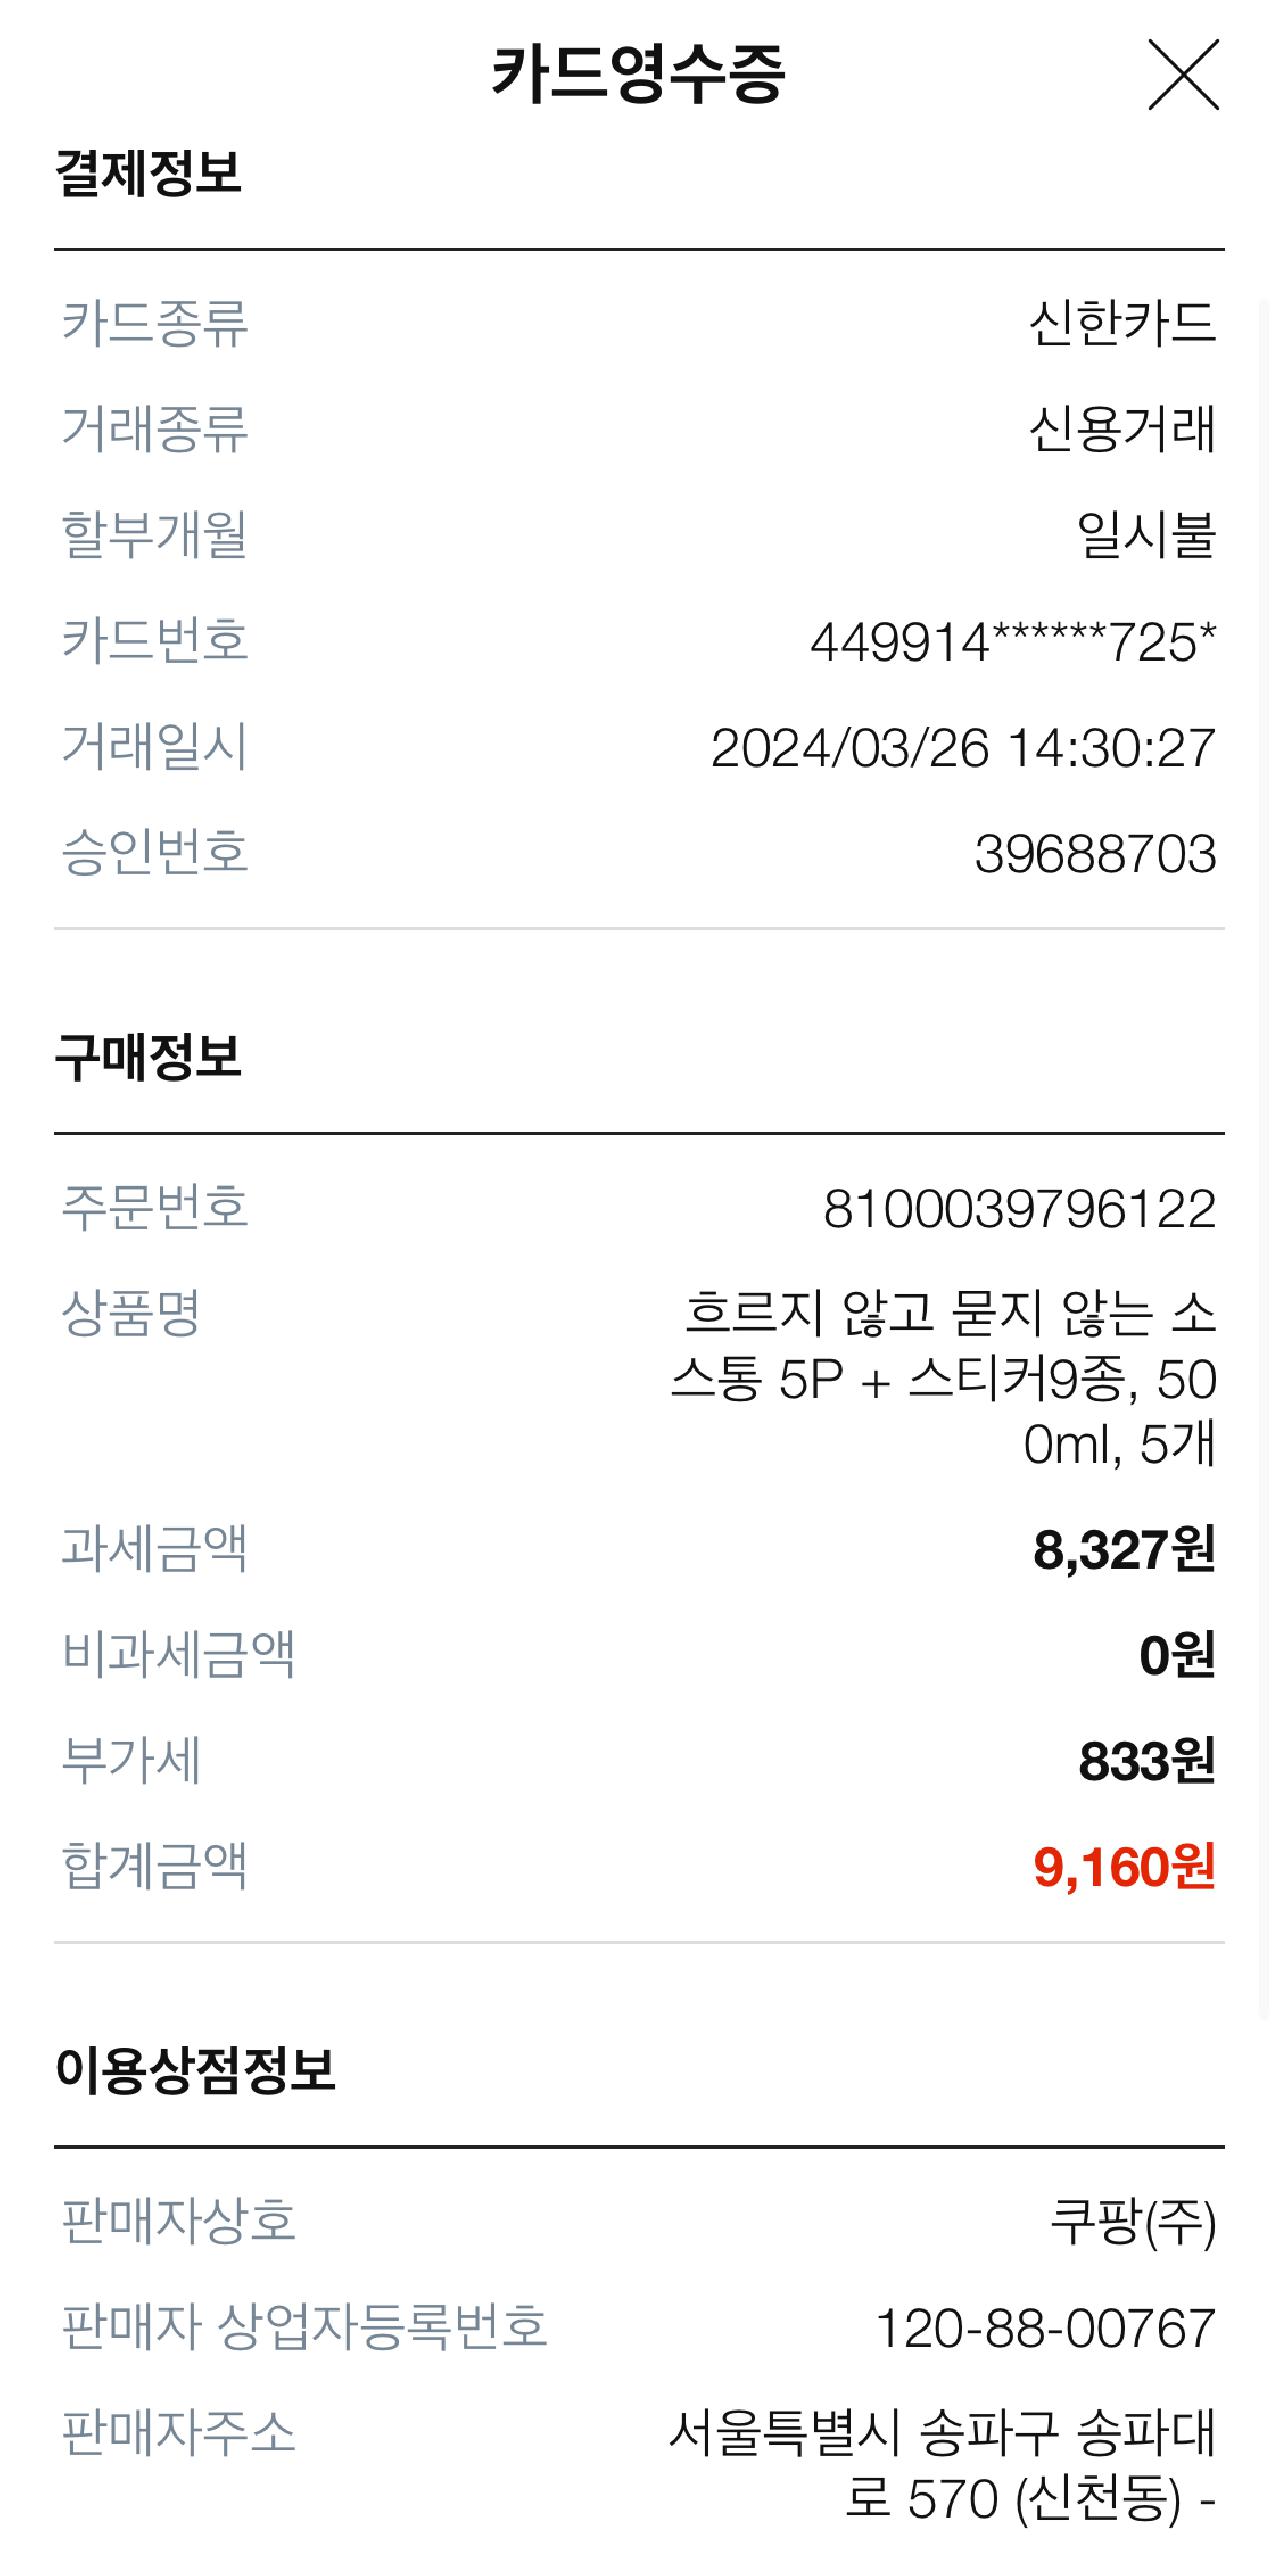 카드영수증
결제정보
카드종류 신한카드
거래종류 신용거래
할부개월 일시불
카드번호 449914******725*
거래일시 2024/03/26 14:30:27
승인번호 39688703
구매정보
주문번호 8100039796122
상품명 흐르지 않고 묻지 않는 소
스통 5P + 스티커9종, 50
0ml, 5개
과세금액 8,327원
비과세금액 0원
부가세 833원
합계금액 9,160원
이용상점정보
판매자상호 쿠팡(주)
판매자 상업자등록번호 120-88-00767
판매자주소 서울특별시 송파구 송파대
로 570 (신천동) -